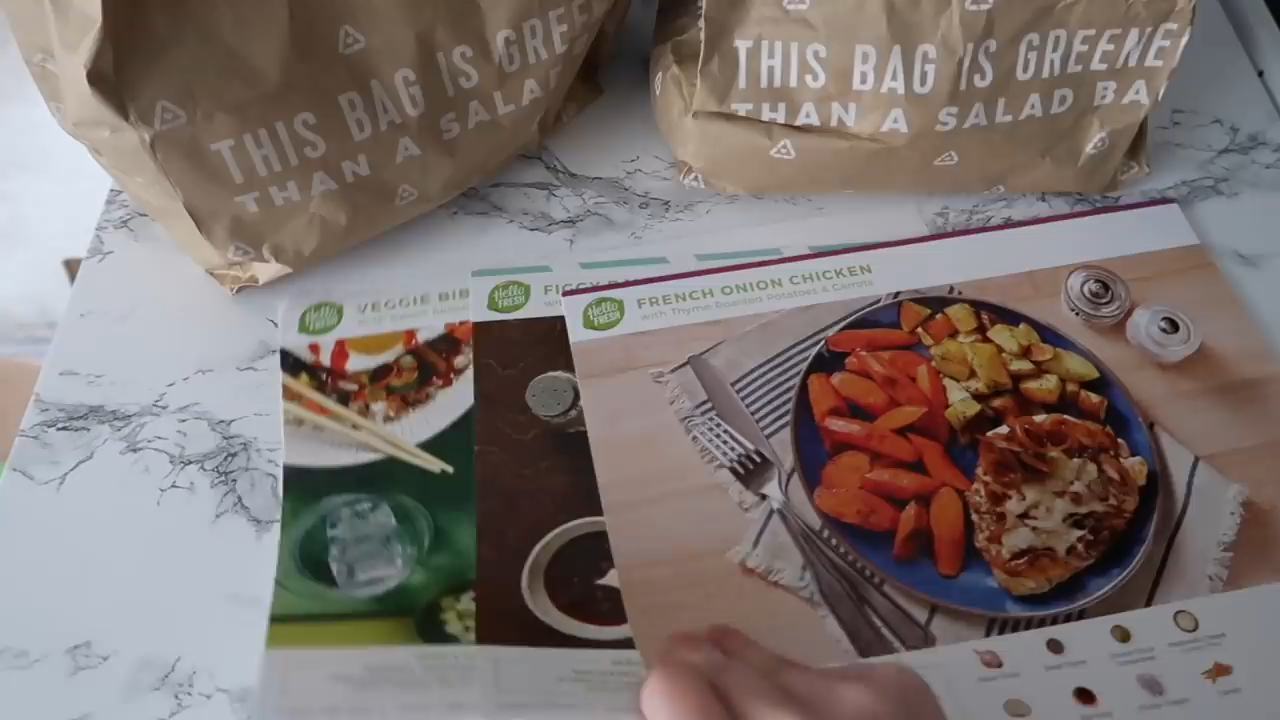 THIS BAG IS GREE
THAN A SALA
THIS BAG IS GREENE
THAN A SALAD BA
Hello
FRESH
VEGGIE BIB
Hello
FRESH
FIGGY
Hello
FRESH
FRENCH ONION CHICKEN
with Thyme Roasted Potatoes & Carrots